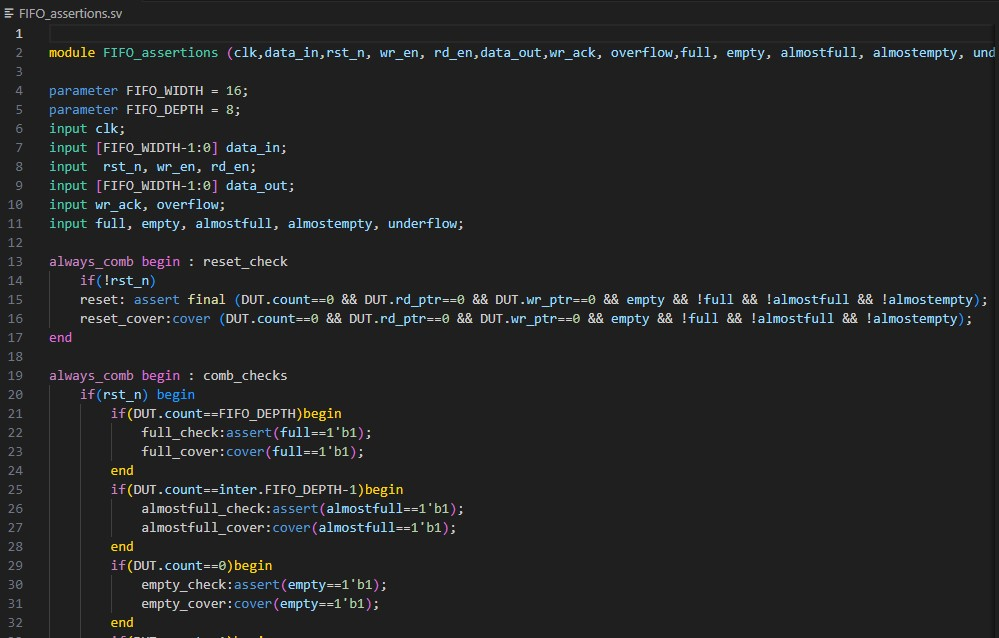 FIFO_assertions.sv
1
2 module FIFO_assertions (clk,data_in,rst_n, wr_en, rd_en,data_out,wr_ack, overflow,full, empty, almostfull, almostempty, und
3
4 parameter FIFO_WIDTH = 16;
5 parameter FIFO_DEPTH = 8;
6 input clk;
7 input [FIFO_WIDTH-1:0] data_in;
8 input  rst_n, wr_en, rd_en;
9 input [FIFO_WIDTH-1:0] data_out;
10 input wr_ack, overflow;
11 input full, empty, almostfull, almostempty, underflow;
12
13 always_comb begin : reset_check
14     if(!rst_n)
15     reset: assert final (DUT.count==0 && DUT.rd_ptr==0 && DUT.wr_ptr==0 && empty && !full && !almostfull && !almostempty);
16     reset_cover:cover (DUT.count==0 && DUT.rd_ptr==0 && DUT.wr_ptr==0 && empty && !full && !almostfull && !almostempty);
17 end
18
19 always_comb begin : comb_checks
20     if(rst_n) begin
21         if(DUT.count==FIFO_DEPTH)begin
22             full_check:assert(full==1'b1);
23             full_cover:cover(full==1'b1);
24         end
25         if(DUT.count==inter.FIFO_DEPTH-1)begin
26             almostfull_check:assert(almostfull==1'b1);
27             almostfull_cover:cover(almostfull==1'b1);
28         end
29         if(DUT.count==0)begin
30             empty_check:assert(empty==1'b1);
31             empty_cover:cover(empty==1'b1);
32         end